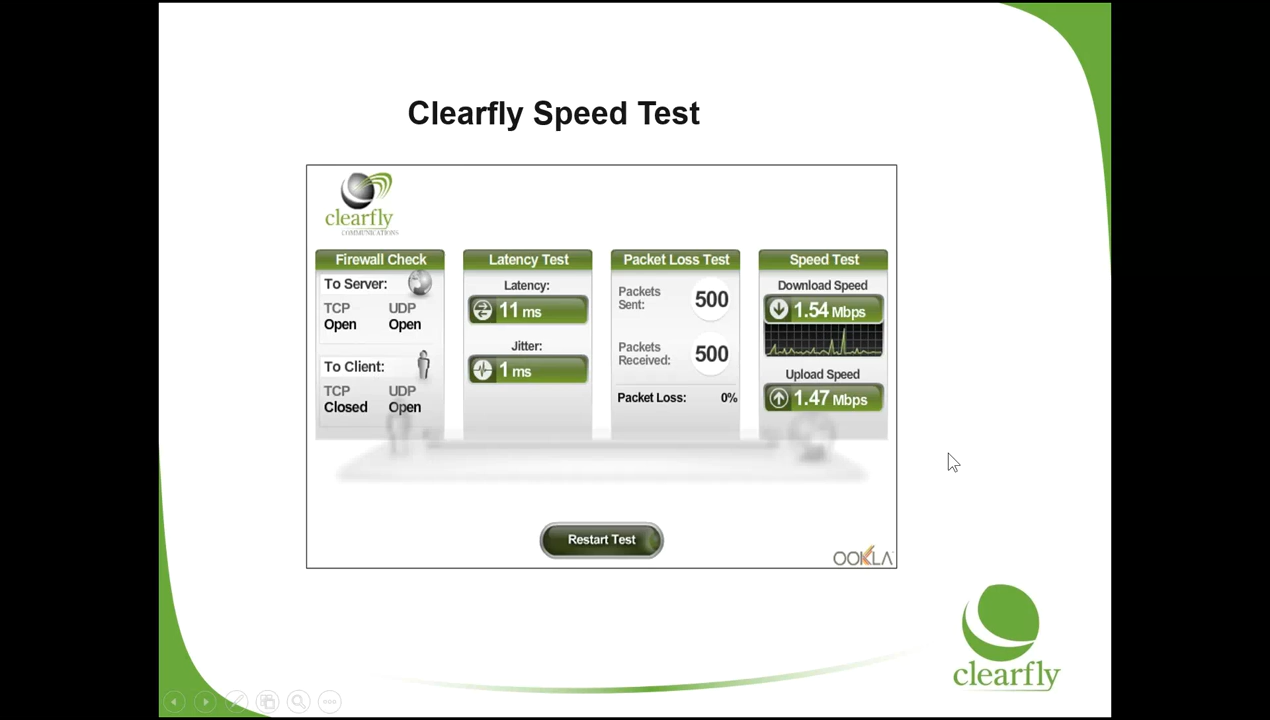 Clearfly Speed Test
clearfly
COMMUNICATIONS
Firewall Check
To Server:
TCP UDP
Open Open
To Client:
TCP UDP
Closed Open
Latency Test
Latency:
11 ms
Jitter:
1 ms
Packet Loss Test
Packets
Sent:
500
Packets
Received:
500
Packet Loss: 0%
Speed Test
Download Speed
1.54 Mbps
Upload Speed
1.47 Mbps
Restart Test
OOKLA
clearfly